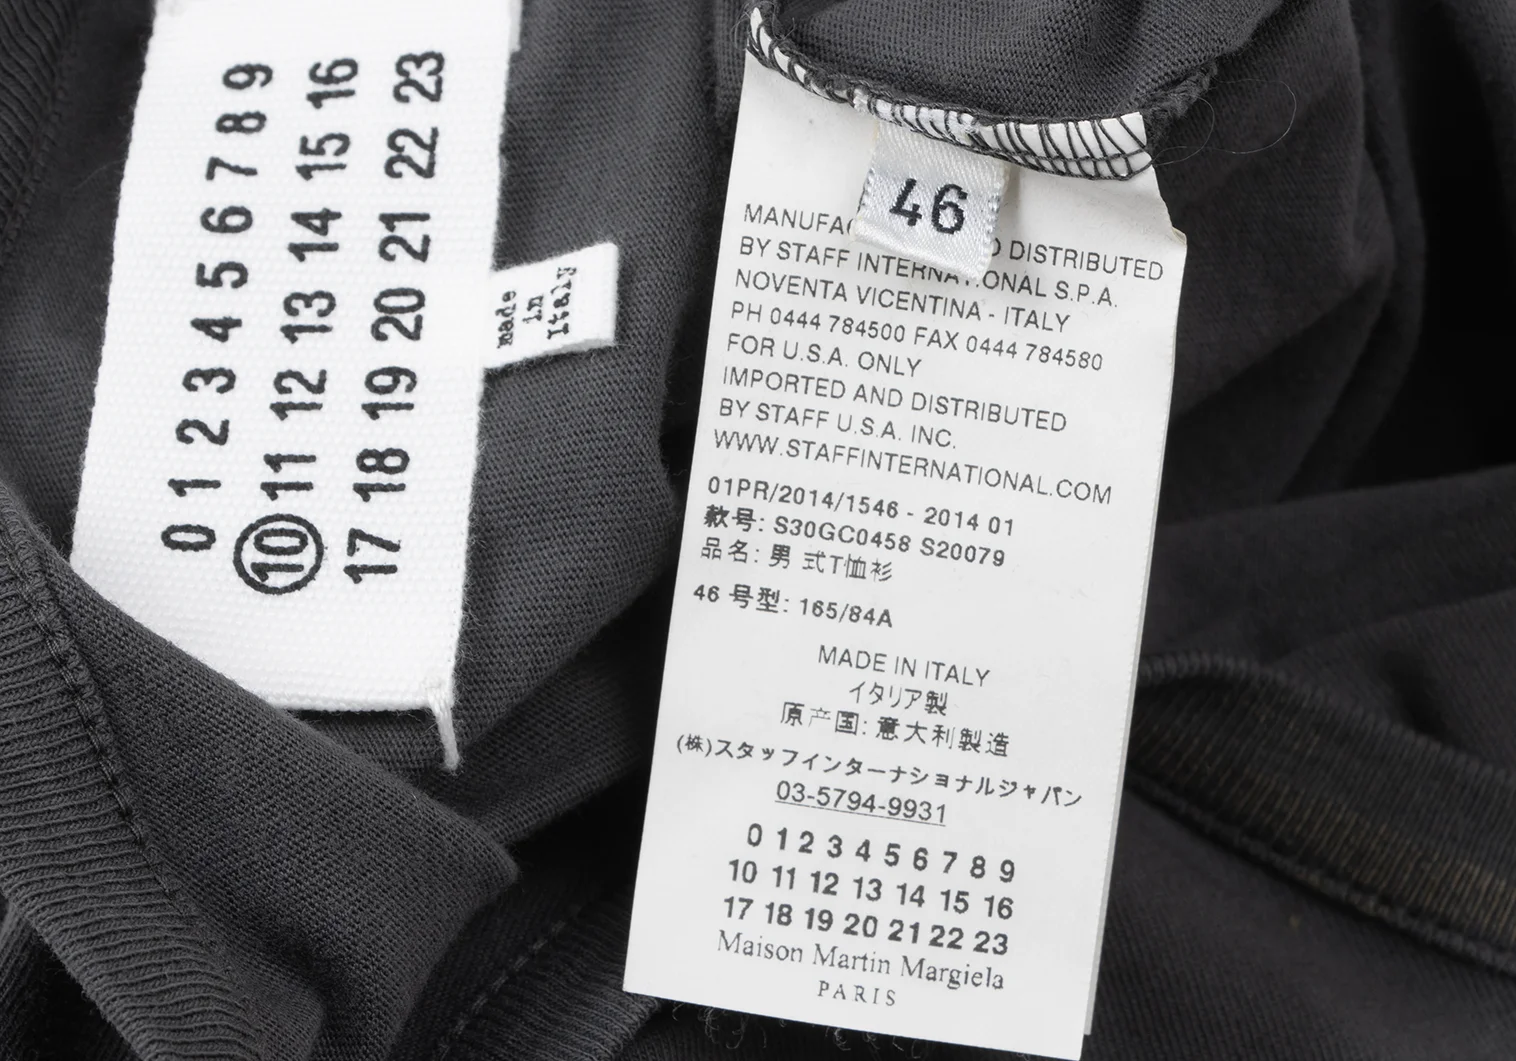 0 1 2 3 4 5 6 7 8 9
10 11 12 13 14 15 16
17 18 19 20 21 22 23
made
in
Italy
46
DISTRIBUTED
BY STAFF INTERNATIONAL S.P.A.
NOVENTA VICENTINA - ITALY
PH 0444 784500 FAX 0444 784580
FOR U.S.A. ONLY
IMPORTED AND DISTRIBUTED
BY STAFF U.S.A. INC.
WWW.STAFFINTERNATIONAL.COM
01PR/2014/1546 - 2014 01
款号: S30GC0458 S20079
品名: 男 式T恤衫
46 号型: 165/84A
MADE IN ITALY
イタリア製
原产国: 意大利製造
(株)スタッフインターナショナルジャパン
03-5794-9931
0 1 2 3 4 5 6 7 8 9
10 11 12 13 14 15 16
17 18 19 20 21 22 23
Maison Martin Margiela
PARIS